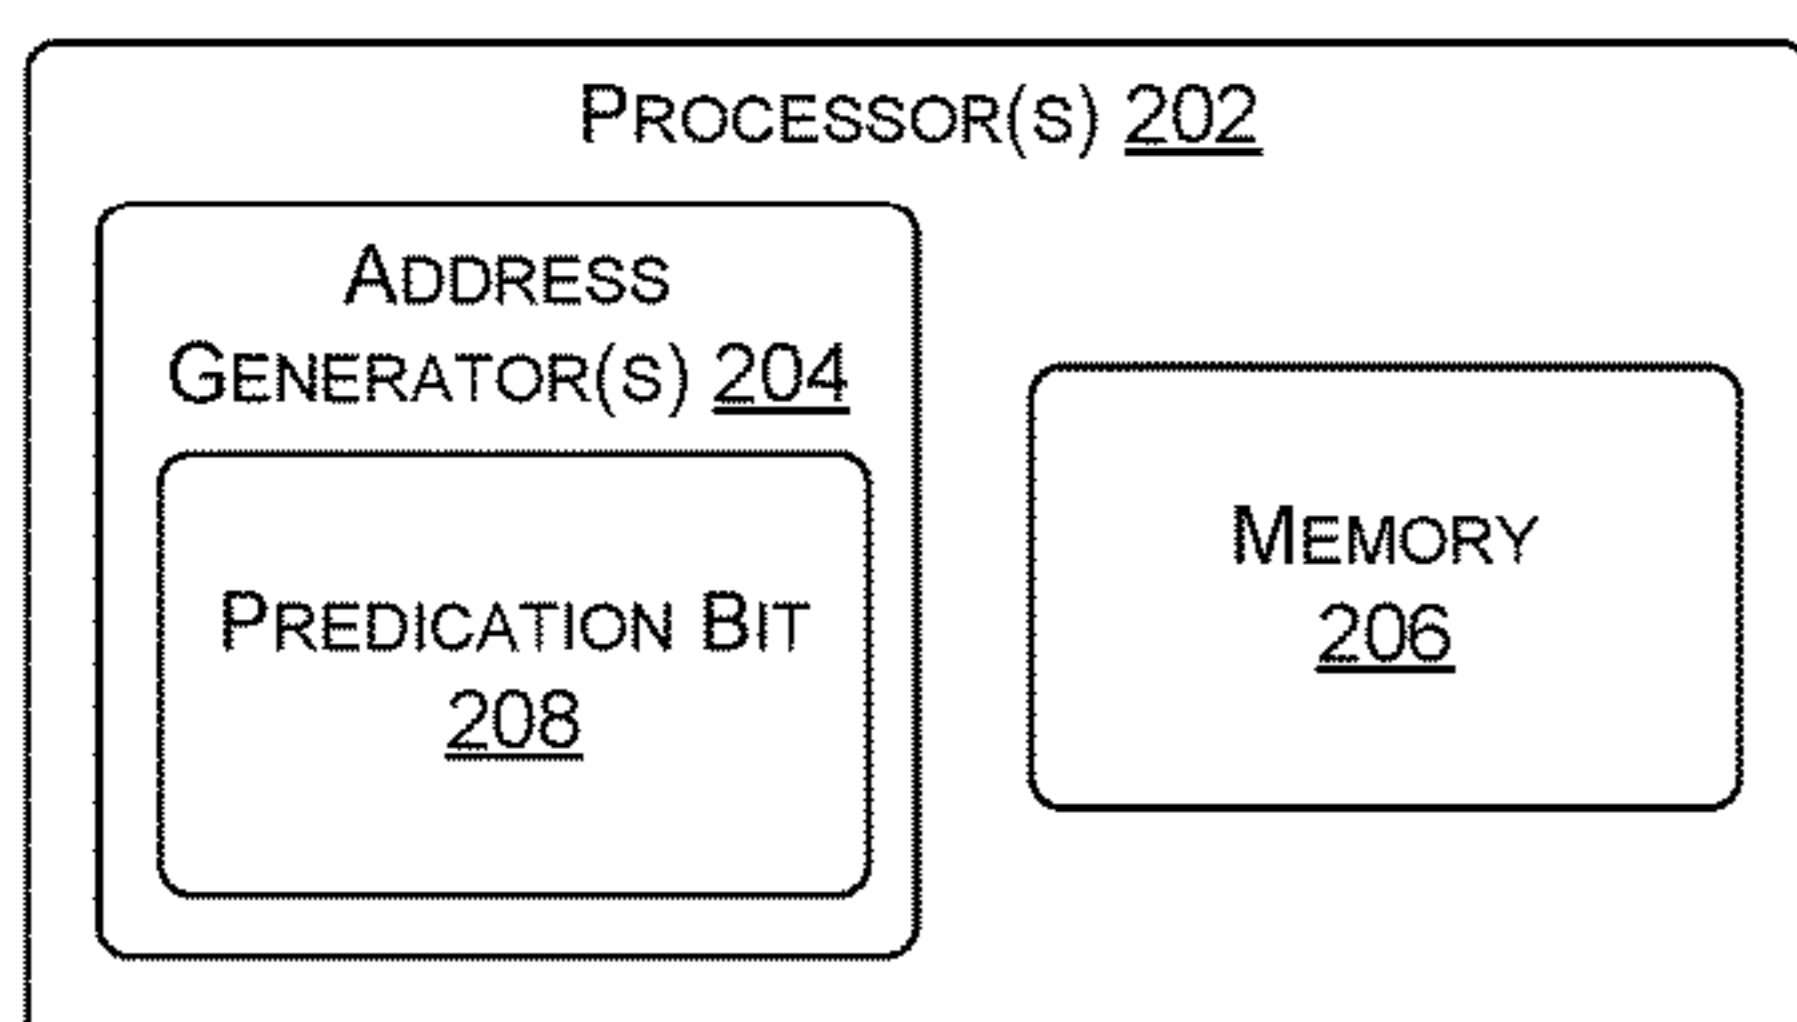 PROCESSOR(S) 202
ADDRESS
GENERATOR(S) 204
PREDICATION BIT
208
MEMORY
206